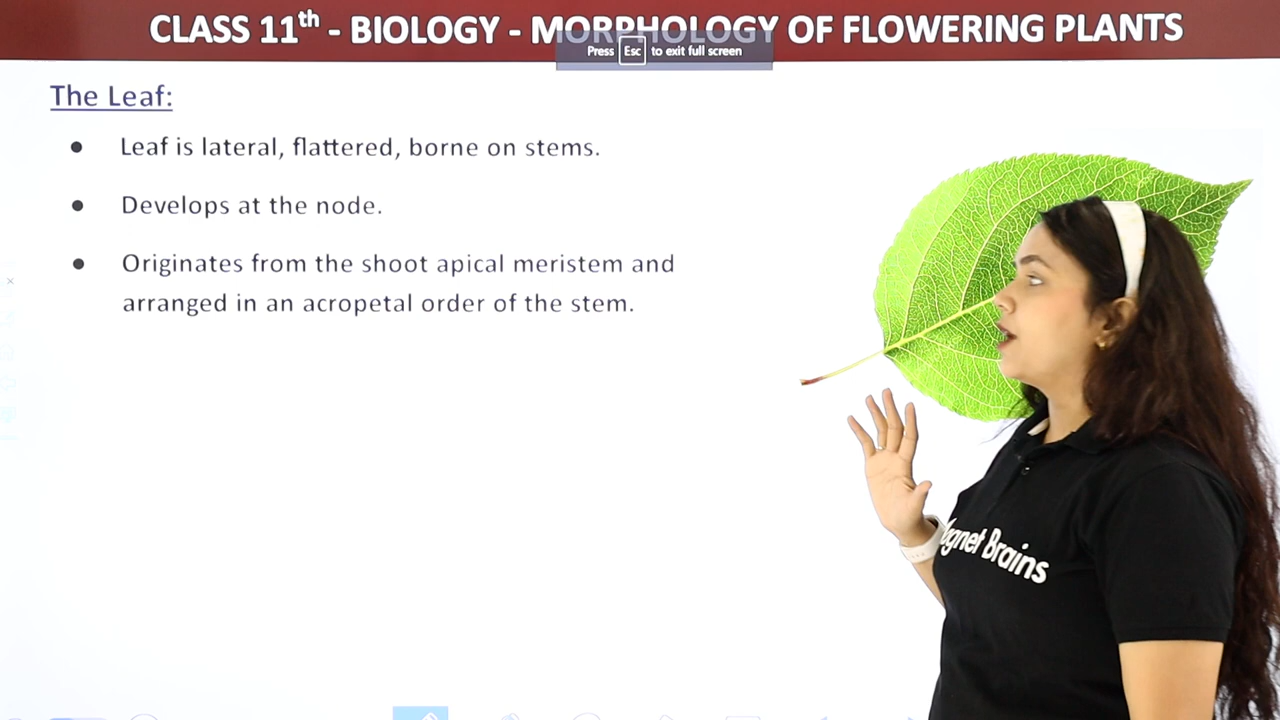 CLASS 11th - BIOLOGY - MORPHOLOGY OF FLOWERING PLANTS
Press Esc to exit full screen
The Leaf:
● Leaf is lateral, flattered, borne on stems.
● Develops at the node.
● Originates from the shoot apical meristem and
arranged in an acropetal order of the stem.
gnet Brains